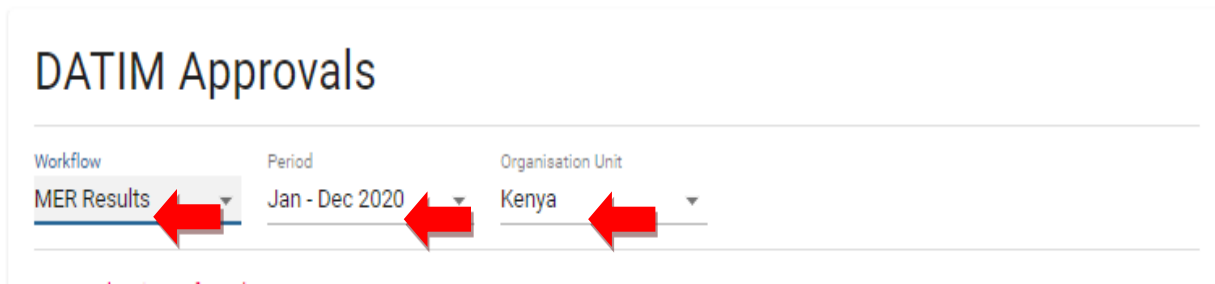 DATIM Approvals
Workflow Period Organisation Unit
MER Results Jan - Dec 2020 Kenya